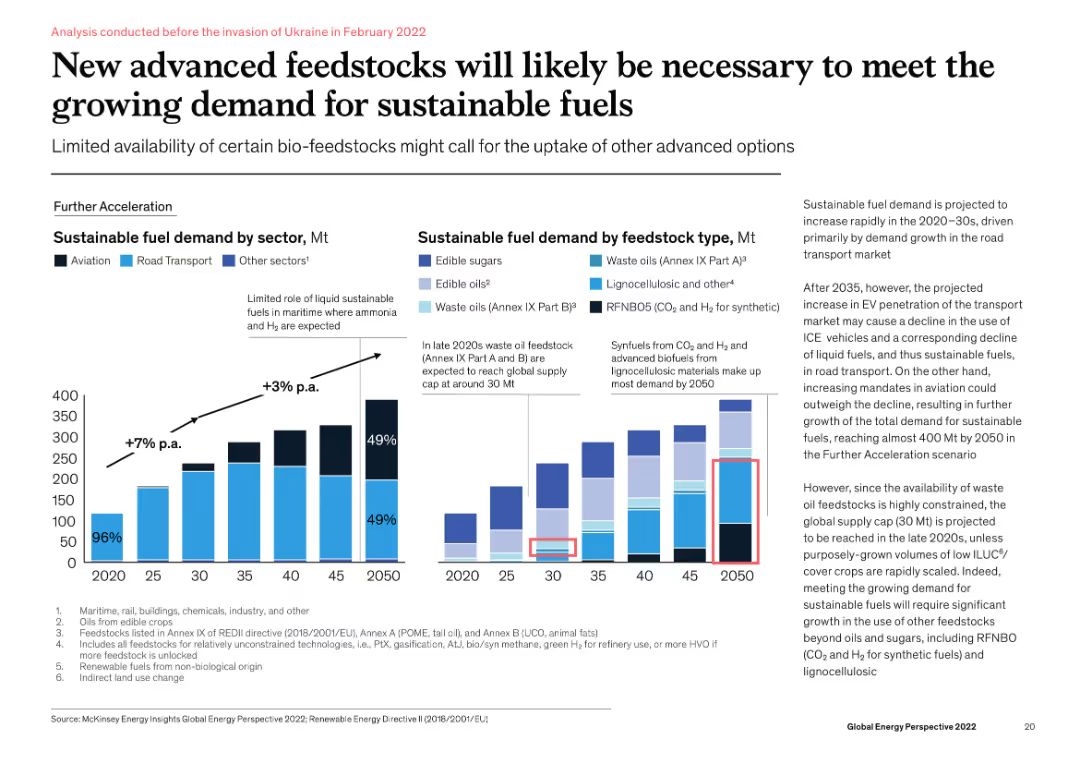 Analysis conducted before the invasion of Ukraine in February 2022
New advanced feedstocks will likely be necessary to meet the
growing demand for sustainable fuels
Limited availability of certain bio-feedstocks might call for the uptake of other advanced options
Further Acceleration
Sustainable fuel demand by sector, Mt
Aviation
Road Transport
Other sectors¹
Limited role of liquid sustainable
fuels in maritime where ammonia
and H₂ are expected
+7% p.a.
+3% p.a.
400
350
300
250
200
150
100
50
0
96%
49%
49%
2020
25
30
35
40
45
2050
Sustainable fuel demand by feedstock type, Mt
Edible sugars
Waste oils (Annex IX Part A)³
Edible oils²
Lignocellulosic and other⁴
Waste oils (Annex IX Part B)³
RFNBO5 (CO₂ and H₂ for synthetic)
In late 2020s waste oil feedstock
(Annex IX Part A and B) are
expected to reach global supply
cap at around 30 Mt
Synfuels from CO₂ and H₂ and
advanced biofuels from
lignocellulosic materials make up
most demand by 2050
2020
25
30
35
40
45
2050
Sustainable fuel demand is projected to
increase rapidly in the 2020–30s, driven
primarily by demand growth in the road
transport market
After 2035, however, the projected
increase in EV penetration of the transport
market may cause a decline in the use of
ICE vehicles and a corresponding decline
of liquid fuels, and thus sustainable fuels,
in road transport. On the other hand,
increasing mandates in aviation could
outweigh the decline, resulting in further
growth of the total demand for sustainable
fuels, reaching almost 400 Mt by 2050 in
the Further Acceleration scenario
However, since the availability of waste
oil feedstocks is highly constrained, the
global supply cap (30 Mt) is projected
to be reached in the late 2020s, unless
purposely-grown volumes of low ILUC⁶/
cover crops are rapidly scaled. Indeed,
meeting the growing demand for
sustainable fuels will require significant
growth in the use of other feedstocks
beyond oils and sugars, including RFNBO
(CO₂ and H₂ for synthetic fuels) and
lignocellulosic
1. Maritime, rail, buildings, chemicals, industry, and other
2. Oils from edible crops
3. Feedstocks listed in Annex IX of REDII directive (2018/2001/EU), Annex A (POME, tall oil), and Annex B (UCO, animal fats)
4. Includes all feedstocks for relatively unconstrained technologies, i.e., PtX, gasification, AtJ, bio/syn methane, green H₂ for refinery use, or more HVO if
more feedstock is unlocked
5. Renewable fuels from non-biological origin
6. Indirect land use change
Source: McKinsey Energy Insights Global Energy Perspective 2022; Renewable Energy Directive II (2018/2001/EU)
Global Energy Perspective 2022
20